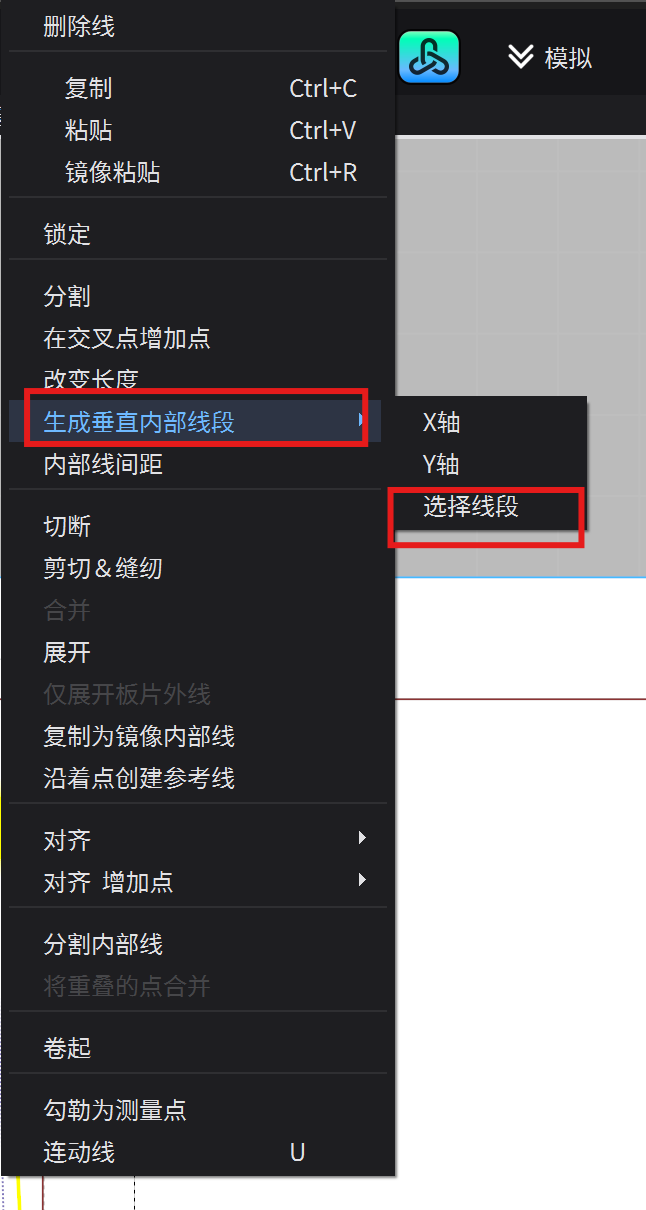 删除线
模拟
复制 Ctrl+C
粘贴 Ctrl+V
镜像粘贴 Ctrl+R
锁定
分割
在交叉点增加点
改变长度
生成垂直内部线段
X轴
内部线间距
Y轴
选择线段
切断
剪切＆缝纫
合并
展开
仅展开板片外线
复制为镜像内部线
沿着点创建参考线
对齐
对齐 增加点
分割内部线
将重叠的点合并
卷起
勾勒为测量点
连动线 U